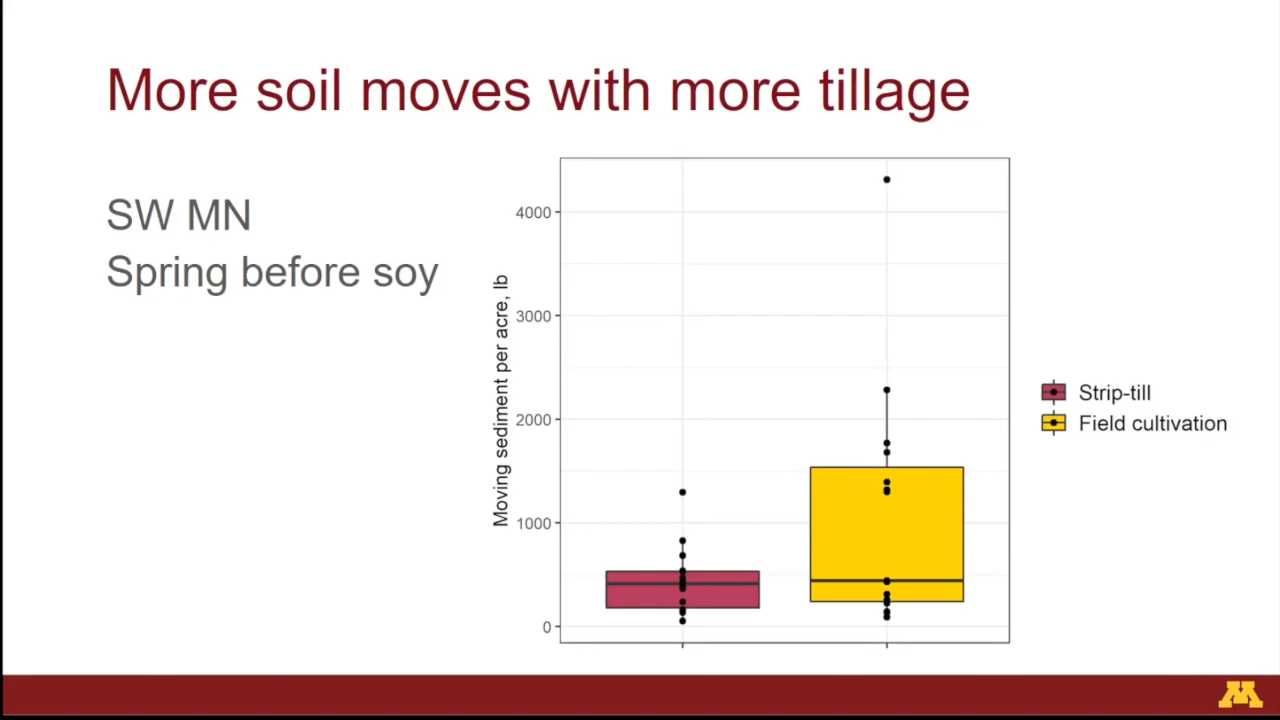 More soil moves with more tillage
SW MN
Spring before soy
Moving sediment per acre, lb
4000
3000
2000
1000
0
Strip-till
Field cultivation
M